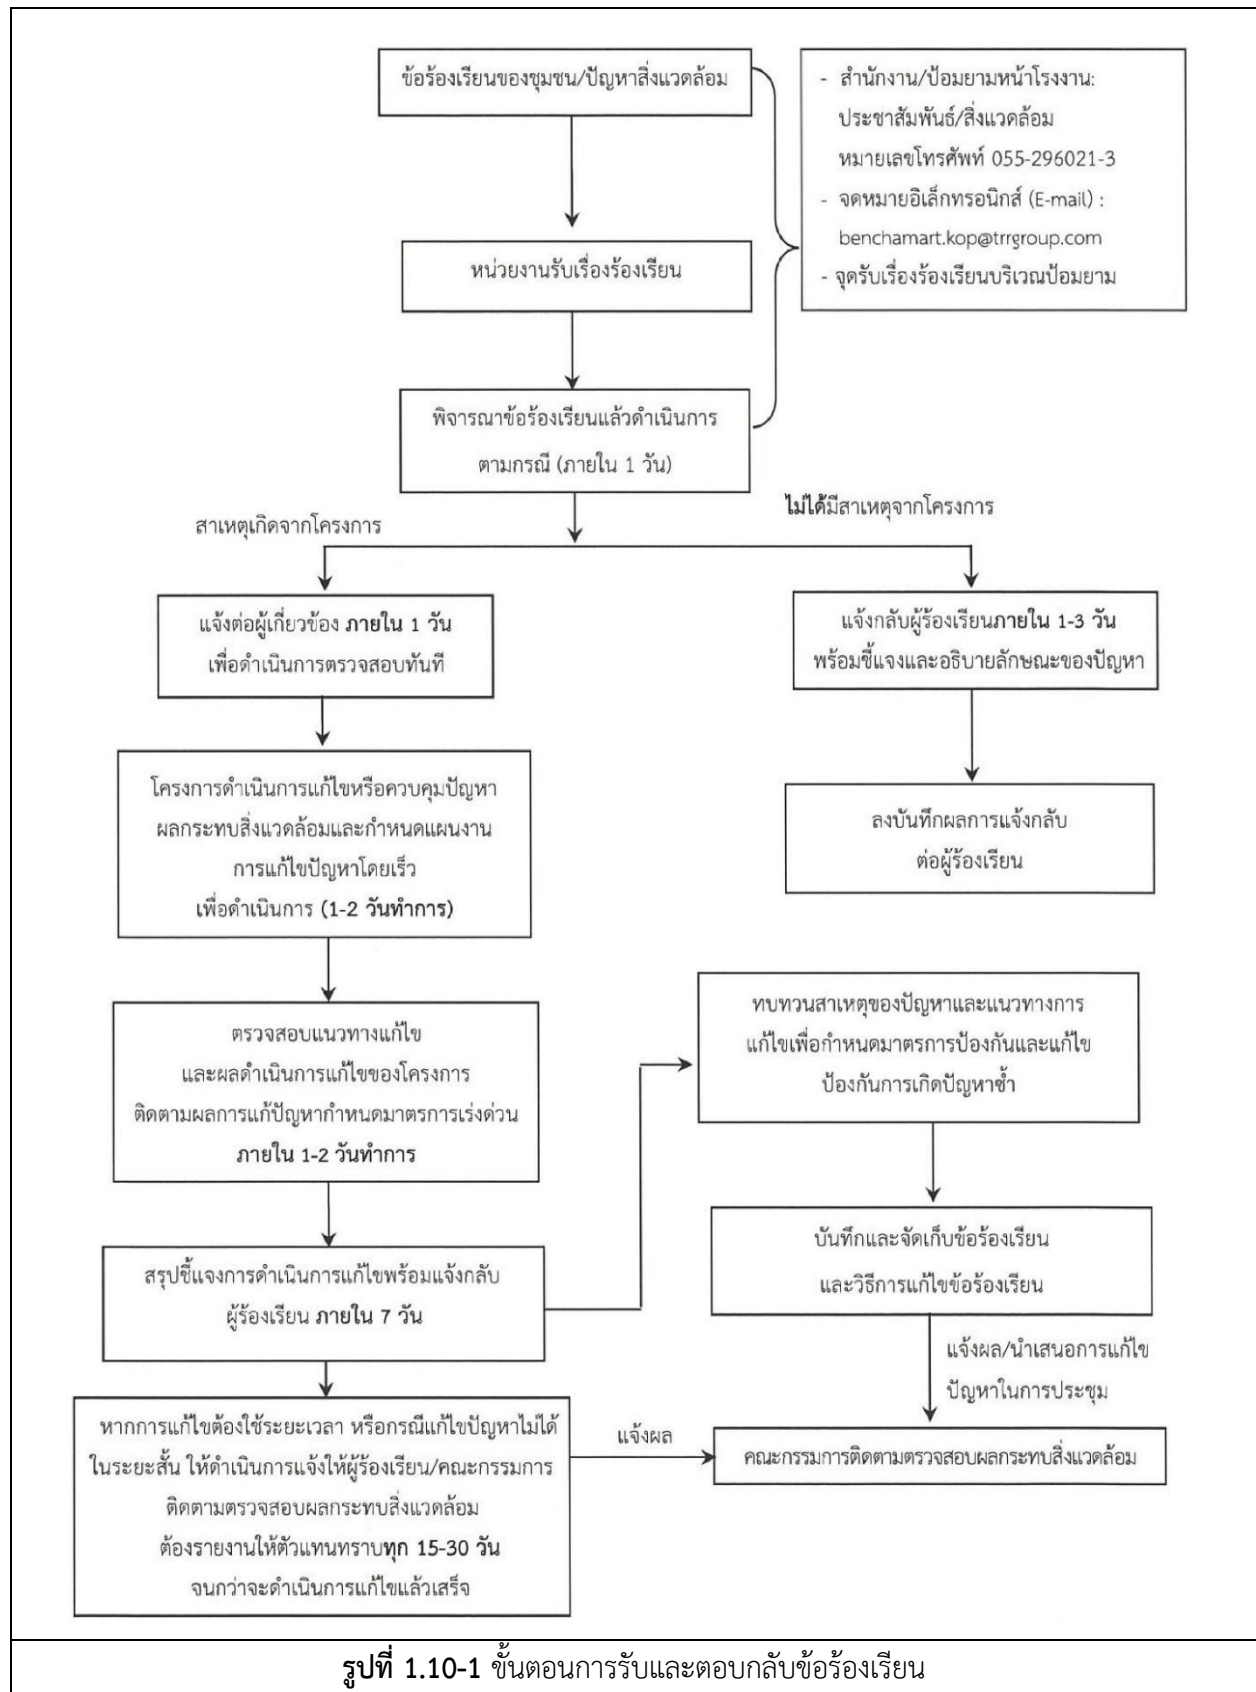 ข้อร้องเรียนของชุมชน/ปัญหาสิ่งแวดล้อม
- สำนักงาน/ป้อมยามหน้าโรงงาน:
ประชาสัมพันธ์/สิ่งแวดล้อม
หมายเลขโทรศัพท์ 055-296021-3
- จดหมายอิเล็กทรอนิกส์ (E-mail) :
benchamart.kop@trrgroup.com
- จุดรับเรื่องร้องเรียนบริเวณป้อมยาม
หน่วยงานรับเรื่องร้องเรียน
พิจารณาข้อร้องเรียนแล้วดำเนินการ
ตามกรณี (ภายใน 1 วัน)
สาเหตุเกิดจากโครงการ
ไม่ได้มีสาเหตุจากโครงการ
แจ้งต่อผู้เกี่ยวข้อง ภายใน 1 วัน
เพื่อดำเนินการตรวจสอบทันที
แจ้งกลับผู้ร้องเรียนภายใน 1-3 วัน
พร้อมชี้แจงและอธิบายลักษณะของปัญหา
โครงการดำเนินการแก้ไขหรือควบคุมปัญหา
ผลกระทบสิ่งแวดล้อมและกำหนดแผนงาน
การแก้ไขปัญหาโดยเร็ว
เพื่อดำเนินการ (1-2 วันทำการ)
ลงบันทึกผลการแจ้งกลับ
ต่อผู้ร้องเรียน
ตรวจสอบแนวทางแก้ไข
และผลดำเนินการแก้ไขของโครงการ
ติดตามผลการแก้ปัญหากำหนดมาตรการเร่งด่วน
ภายใน 1-2 วันทำการ
ทบทวนสาเหตุของปัญหาและแนวทางการ
แก้ไขเพื่อกำหนดมาตรการป้องกันและแก้ไข
ป้องกันการเกิดปัญหาซ้ำ
สรุปชี้แจงการดำเนินการแก้ไขพร้อมแจ้งกลับ
ผู้ร้องเรียน ภายใน 7 วัน
บันทึกและจัดเก็บข้อร้องเรียน
และวิธีการแก้ไขข้อร้องเรียน
แจ้งผล/นำเสนอการแก้ไข
ปัญหาในการประชุม
หากการแก้ไขต้องใช้ระยะเวลา หรือกรณีแก้ไขปัญหาไม่ได้
ในระยะสั้น ให้ดำเนินการแจ้งให้ผู้ร้องเรียน/คณะกรรมการ
ติดตามตรวจสอบผลกระทบสิ่งแวดล้อม
ต้องรายงานให้ตัวแทนทราบทุก 15-30 วัน
จนกว่าจะดำเนินการแก้ไขแล้วเสร็จ
แจ้งผล
คณะกรรมการติดตามตรวจสอบผลกระทบสิ่งแวดล้อม
รูปที่ 1.10-1 ขั้นตอนการรับและตอบกลับข้อร้องเรียน